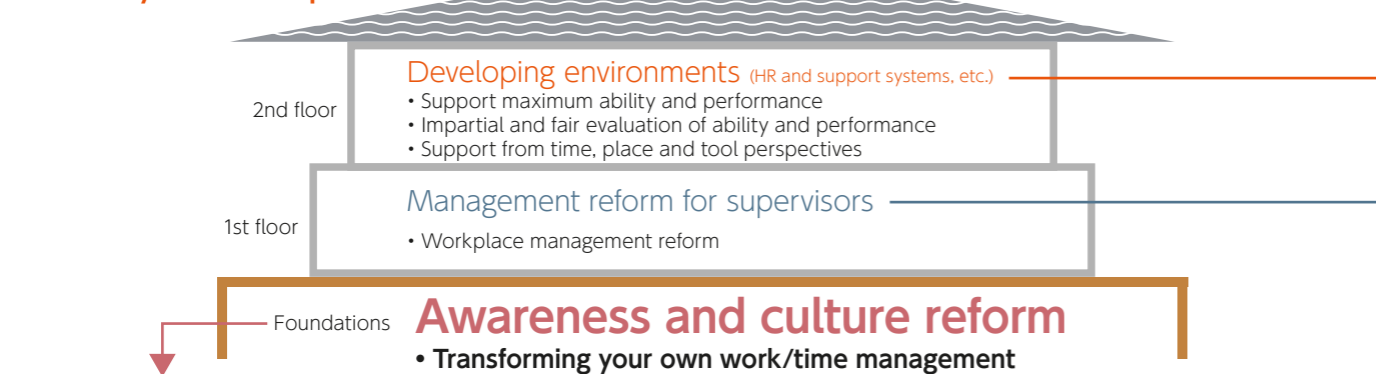 Developing environments (HR and support systems, etc.)
• Support maximum ability and performance
2nd floor
• Impartial and fair evaluation of ability and performance
• Support from time, place and tool perspectives
Management reform for supervisors
1st floor
• Workplace management reform
Foundations
Awareness and culture reform
• Transforming your own work/time management